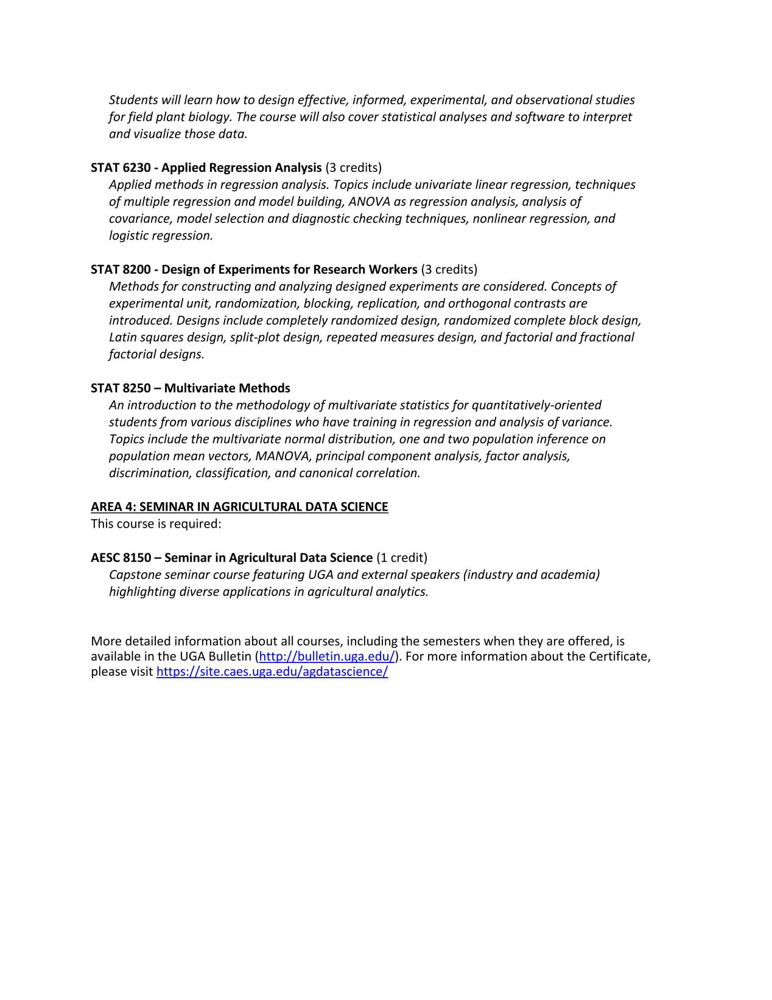 Students will learn how to design effective, informed, experimental, and observational studies
for field plant biology. The course will also cover statistical analyses and software to interpret
and visualize those data.
STAT 6230 - Applied Regression Analysis (3 credits)
Applied methods in regression analysis. Topics include univariate linear regression, techniques
of multiple regression and model building, ANOVA as regression analysis, analysis of
covariance, model selection and diagnostic checking techniques, nonlinear regression, and
logistic regression.
STAT 8200 - Design of Experiments for Research Workers (3 credits)
Methods for constructing and analyzing designed experiments are considered. Concepts of
experimental unit, randomization, blocking, replication, and orthogonal contrasts are
introduced. Designs include completely randomized design, randomized complete block design,
Latin squares design, split-plot design, repeated measures design, and factorial and fractional
factorial designs.
STAT 8250 – Multivariate Methods
An introduction to the methodology of multivariate statistics for quantitatively-oriented
students from various disciplines who have training in regression and analysis of variance.
Topics include the multivariate normal distribution, one and two population inference on
population mean vectors, MANOVA, principal component analysis, factor analysis,
discrimination, classification, and canonical correlation.
AREA 4: SEMINAR IN AGRICULTURAL DATA SCIENCE
This course is required:
AESC 8150 – Seminar in Agricultural Data Science (1 credit)
Capstone seminar course featuring UGA and external speakers (industry and academia)
highlighting diverse applications in agricultural analytics.
More detailed information about all courses, including the semesters when they are offered, is
available in the UGA Bulletin (http://bulletin.uga.edu/). For more information about the Certificate,
please visit https://site.caes.uga.edu/agdatascience/